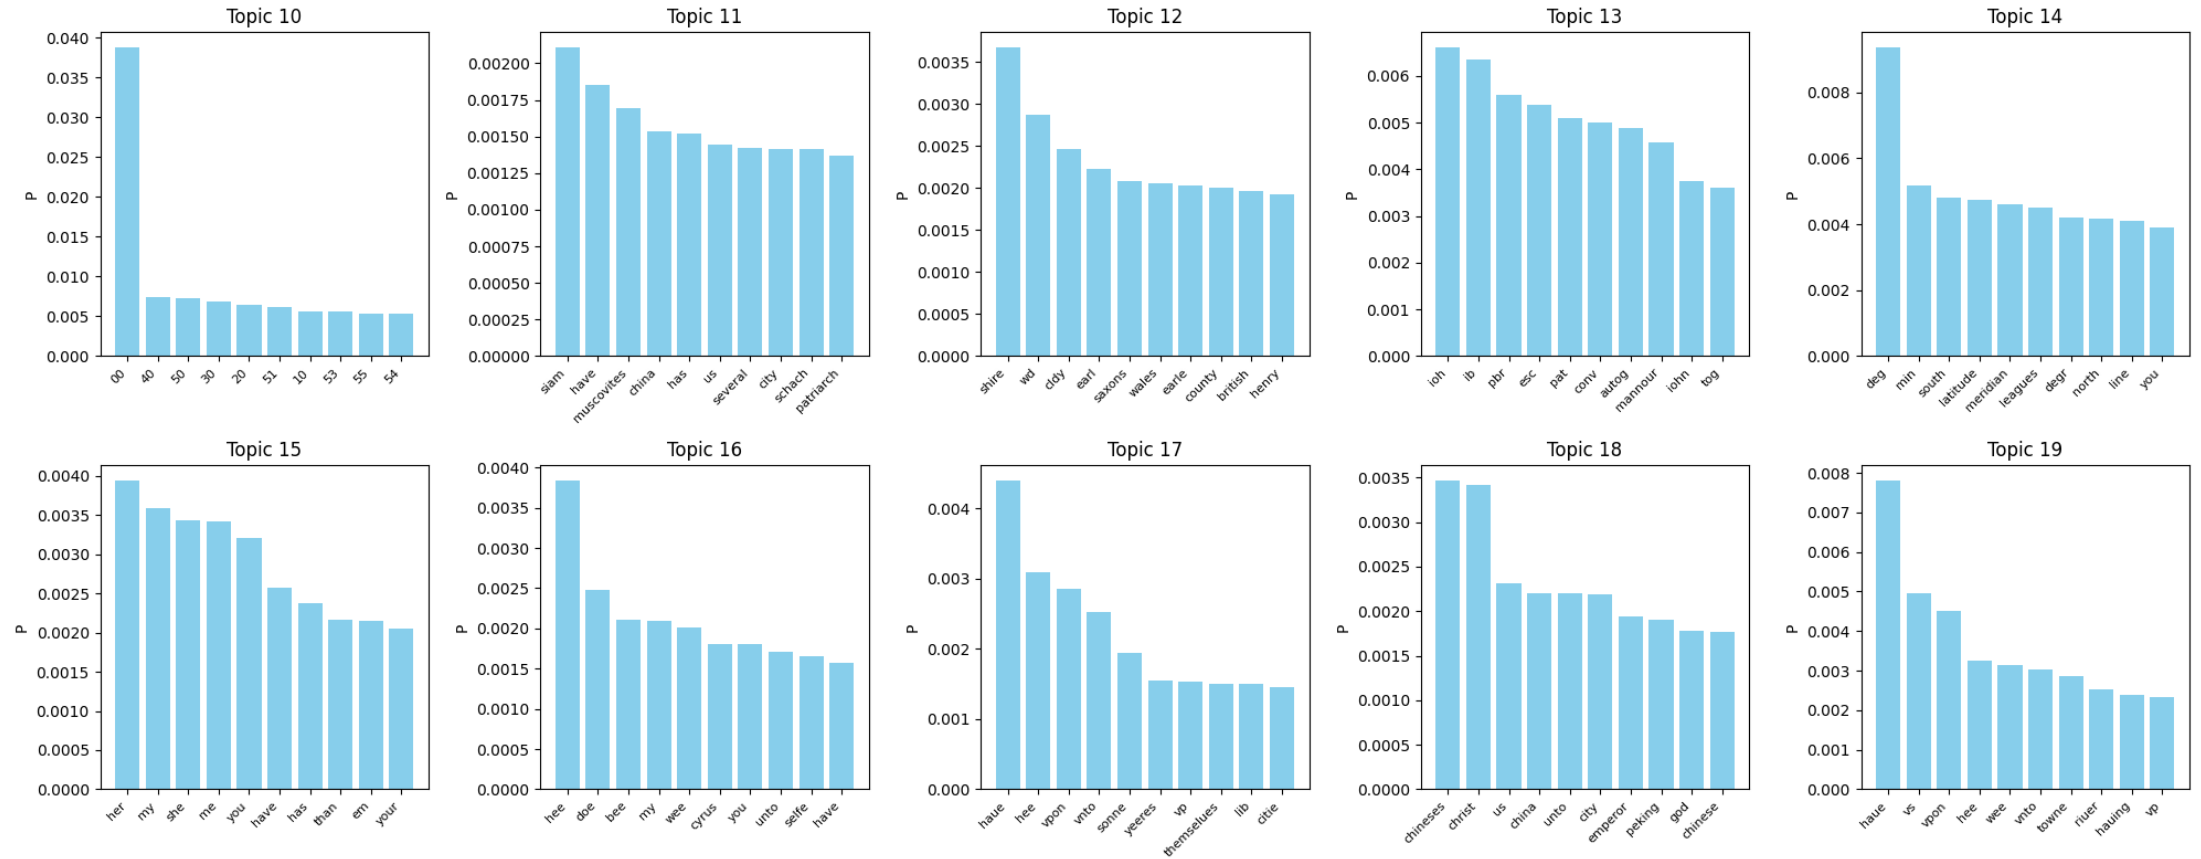 Topic 10
0.040
0.035
0.030
0.025
0.020
0.015
0.010
0.005
0.000
P
00 40 50 30 20 51 10 53 55 54
Topic 11
0.00200
0.00175
0.00150
0.00125
0.00100
0.00075
0.00050
0.00025
0.00000
P
siam have muscovites china has us several city schach patriarch
Topic 12
0.0035
0.0030
0.0025
0.0020
0.0015
0.0010
0.0005
0.0000
P
shire wd cldy earl saxons wales earle county british henry
Topic 13
0.006
0.005
0.004
0.003
0.002
0.001
0.000
P
ioh ib pbr esc pat conv autog mannour iohn tog
Topic 14
0.008
0.006
0.004
0.002
0.000
P
deg min south latitude meridian leagues degr north line you
Topic 15
0.0040
0.0035
0.0030
0.0025
0.0020
0.0015
0.0010
0.0005
0.0000
P
her my she me you have has than em your
Topic 16
0.0040
0.0035
0.0030
0.0025
0.0020
0.0015
0.0010
0.0005
0.0000
P
hee doe bee my wee cyrus you unto selfe have
Topic 17
0.004
0.003
0.002
0.001
0.000
P
haue hee vpon vnto sonne yeeres vp themselues lib citie
Topic 18
0.0035
0.0030
0.0025
0.0020
0.0015
0.0010
0.0005
0.0000
P
chineses christ us china unto city emperor peking god chinese
Topic 19
0.008
0.007
0.006
0.005
0.004
0.003
0.002
0.001
0.000
P
haue vs vpon hee wee vnto towne riuer hauing vp